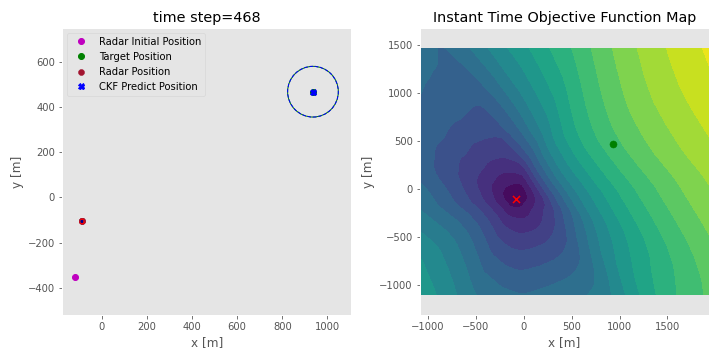 time step=468
Radar Initial Position
Target Position
Radar Position
CKF Predict Position
600
400
200
0
−200
−400
y [m]
0
200
400
600
800
1000
x [m]
Instant Time Objective Function Map
1500
1000
500
0
−500
−1000
y [m]
−1000
−500
0
500
1000
1500
x [m]